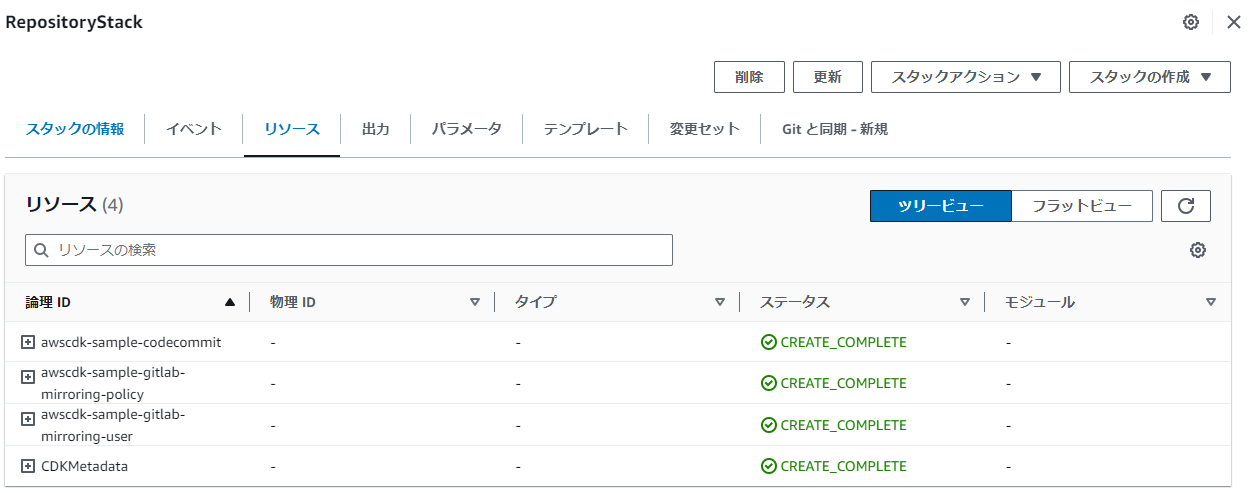 RepositoryStack
削除 更新 スタックアクション ▼ スタックの作成 ▼
スタックの情報 イベント リソース 出力 パラメータ テンプレート 変更セット Git と同期 - 新規
リソース (4)
ツリービュー フラットビュー
リソースの検索
論理 ID ▲ 物理 ID ▽ タイプ ▽ ステータス ▽ モジュール ▽
awscdk-sample-codecommit - - CREATE_COMPLETE -
awscdk-sample-gitlab-
mirroring-policy - - CREATE_COMPLETE -
awscdk-sample-gitlab-
mirroring-user - - CREATE_COMPLETE -
CDKMetadata - - CREATE_COMPLETE -